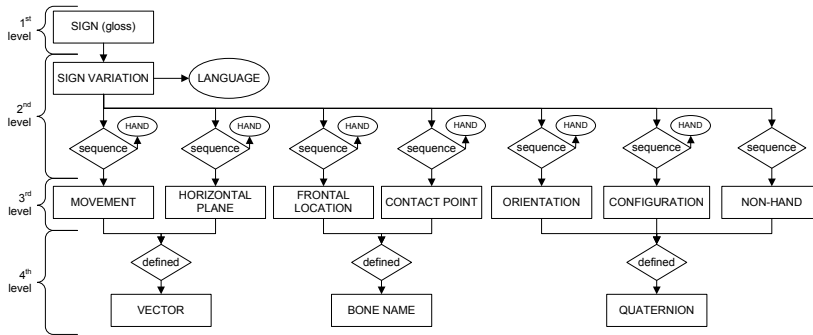 1st
level
SIGN (gloss)
2nd
level
SIGN VARIATION
LANGUAGE
HAND
HAND
HAND
HAND
HAND
HAND
sequence
sequence
sequence
sequence
sequence
sequence
sequence
3rd
level
MOVEMENT
HORIZONTAL
PLANE
FRONTAL
LOCATION
CONTACT POINT
ORIENTATION
CONFIGURATION
NON-HAND
4th
level
defined
defined
defined
VECTOR
BONE NAME
QUATERNION